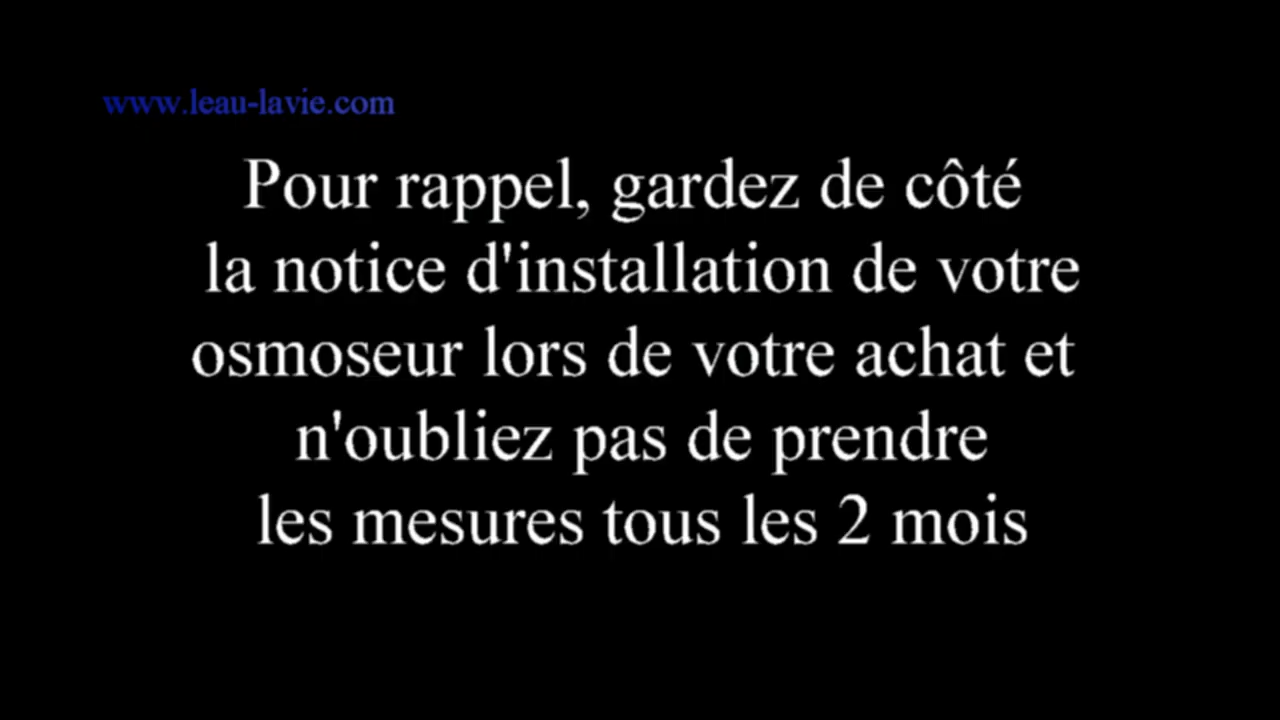 www.leau-lavie.com
Pour rappel, gardez de côté
la notice d'installation de votre
osmoseur lors de votre achat et
n'oubliez pas de prendre
les mesures tous les 2 mois